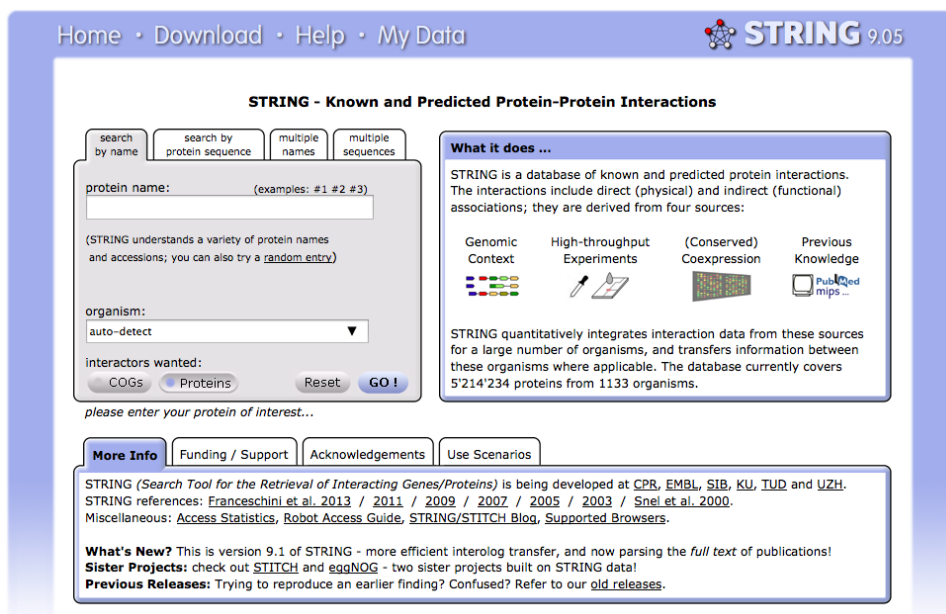 Home · Download · Help · My Data
STRING 9.05
STRING - Known and Predicted Protein-Protein Interactions
search by name
search by protein sequence
multiple names
multiple sequences
protein name: (examples: #1 #2 #3)
(STRING understands a variety of protein names
and accessions; you can also try a random entry)
organism:
auto-detect
interactors wanted:
COGs Proteins Reset GO !
please enter your protein of interest...
What it does ...
STRING is a database of known and predicted protein interactions.
The interactions include direct (physical) and indirect (functional)
associations; they are derived from four sources:
Genomic Context
High-throughput Experiments
(Conserved) Coexpression
Previous Knowledge
PubMed
mips ...
STRING quantitatively integrates interaction data from these sources
for a large number of organisms, and transfers information between
these organisms where applicable. The database currently covers
5'214'234 proteins from 1133 organisms.
More Info
Funding / Support
Acknowledgements
Use Scenarios
STRING (Search Tool for the Retrieval of Interacting Genes/Proteins) is being developed at CPR, EMBL, SIB, KU, TUD and UZH.
STRING references: Franceschini et al. 2013 / 2011 / 2009 / 2007 / 2005 / 2003 / Snel et al. 2000.
Miscellaneous: Access Statistics, Robot Access Guide, STRING/STITCH Blog, Supported Browsers.
What's New? This is version 9.1 of STRING - more efficient interolog transfer, and now parsing the full text of publications!
Sister Projects: check out STITCH and eggNOG - two sister projects built on STRING data!
Previous Releases: Trying to reproduce an earlier finding? Confused? Refer to our old releases.